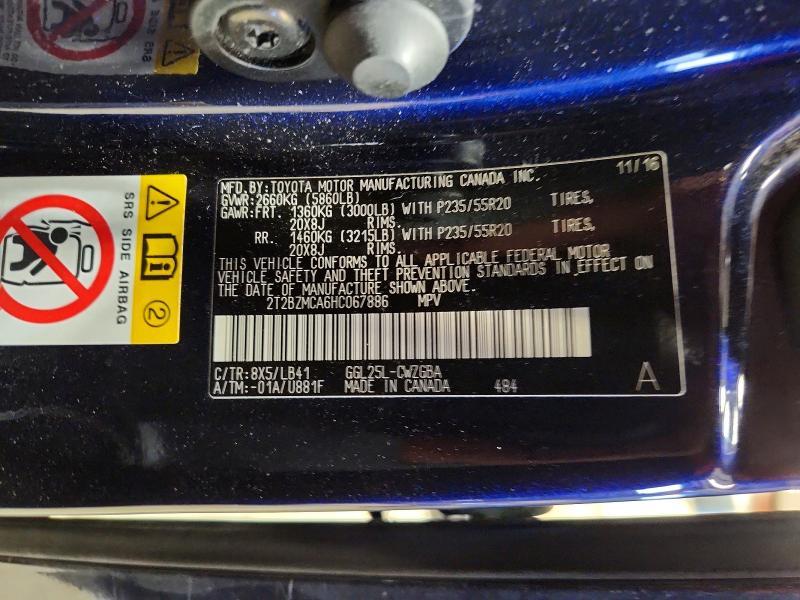 MFD.BY:TOYOTA MOTOR MANUFACTURING CANADA INC. 11/16
GVWR:2660KG (5860LB)
GAWR:FRT. 1360KG (3000LB) WITH P235/55R20 TIRES,
20X8J RIMS.
RR. 1460KG (3215LB) WITH P235/55R20 TIRES,
20X8J RIMS.
THIS VEHICLE CONFORMS TO ALL APPLICABLE FEDERAL MOTOR
VEHICLE SAFETY AND THEFT PREVENTION STANDARDS IN EFFECT ON
THE DATE OF MANUFACTURE SHOWN ABOVE.
2T2BZMCA6HC067886 MPV
C/TR:8X5/LB41 GGL25L-CWZGBA
A/TM:-01A/U881F MADE IN CANADA 484 A
SRS SIDE AIRBAG
2